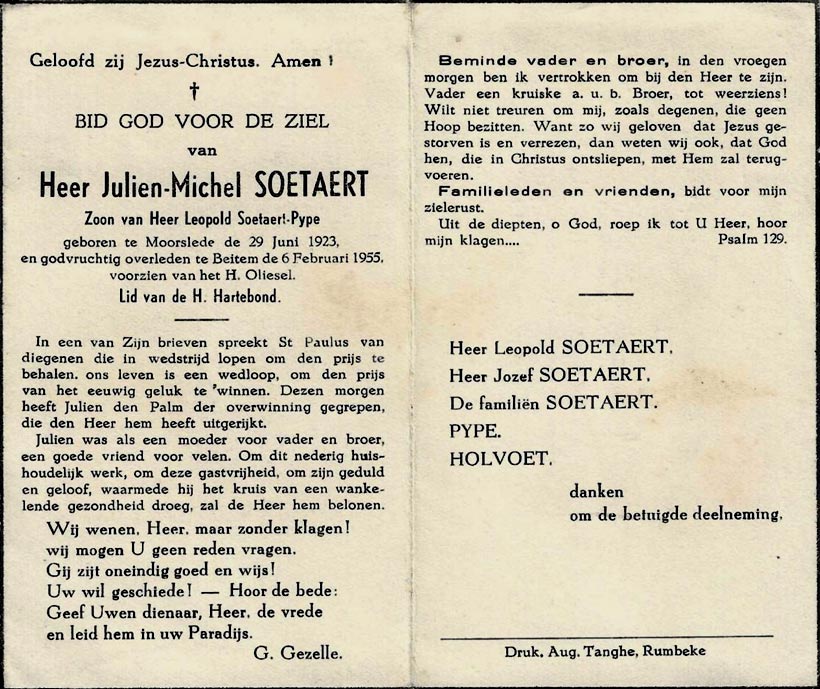 Geloofd zij Jezus-Christus. Amen !
†
BID GOD VOOR DE ZIEL
van
Heer Julien-Michel SOETAERT
Zoon van Heer Leopold Soetaert-Pype
geboren te Moorslede de 29 Juni 1923,
en godvruchtig overleden te Beitem de 6 Februari 1955,
voorzien van het H. Oliesel.
Lid van de H. Hartebond.
In een van Zijn brieven spreekt St Paulus van
diegenen die in wedstrijd lopen om den prijs te
behalen. ons leven is een wedloop, om den prijs
van het eeuwig geluk te winnen. Dezen morgen
heeft Julien den Palm der overwinning gegrepen,
die den Heer hem heeft uitgerijkt.
Julien was als een moeder voor vader en broer,
een goede vriend voor velen. Om dit nederig huis-
houdelijk werk, om deze gastvrijheid, om zijn geduld
en geloof, waarmede hij het kruis van een wanke-
lende gezondheid droeg, zal de Heer hem belonen.
Wij wenen, Heer, maar zonder klagen!
wij mogen U geen reden vragen.
Gij zijt oneindig goed en wijs!
Uw wil geschiede! — Hoor de bede:
Geef Uwen dienaar, Heer, de vrede
en leid hem in uw Paradijs.
G. Gezelle.
Beminde vader en broer, in den vroegen
morgen ben ik vertrokken om bij den Heer te zijn.
Vader een kruiske a. u. b. Broer, tot weerziens!
Wilt niet treuren om mij, zoals degenen, die geen
Hoop bezitten. Want zo wij geloven dat Jezus ge-
storven is en verrezen, dan weten wij ook, dat God
hen, die in Christus ontsliepen, met Hem zal terug-
voeren.
Familieleden en vrienden, bidt voor mijn
zielerust.
Uit de diepten, o God, roep ik tot U Heer, hoor
mijn klagen.... Psalm 129.
Heer Leopold SOETAERT,
Heer Jozef SOETAERT,
De familiën SOETAERT.
PYPE.
HOLVOET,
danken
om de betuigde deelneming,
Druk. Aug. Tanghe, Rumbeke